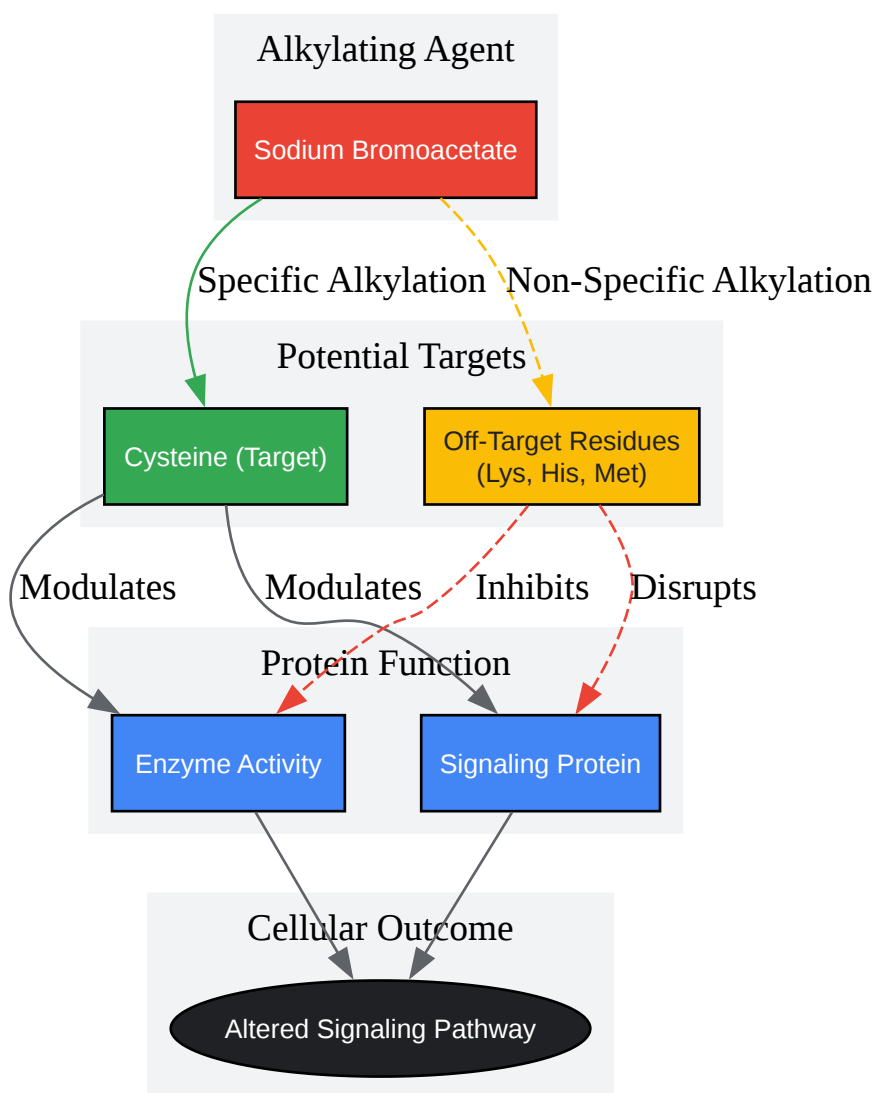 Alkylating Agent
Sodium Bromoacetate
Specific Alkylation
Non-Specific Alkylation
Potential Targets
Cysteine (Target)
Off-Target Residues
(Lys, His, Met)
Modulates
Modulates
Inhibits
Disrupts
Protein Function
Enzyme Activity
Signaling Protein
Cellular Outcome
Altered Signaling Pathway